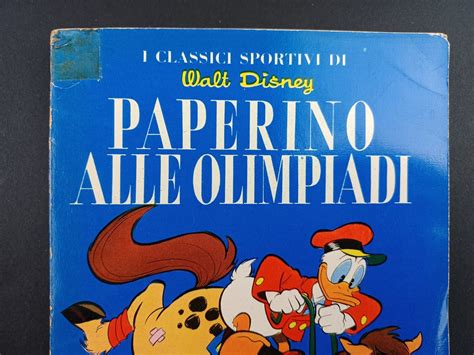 I CLASSICI SPORTIVI DI
Walt Disney
PAPERINO
ALLE OLIMPIADI